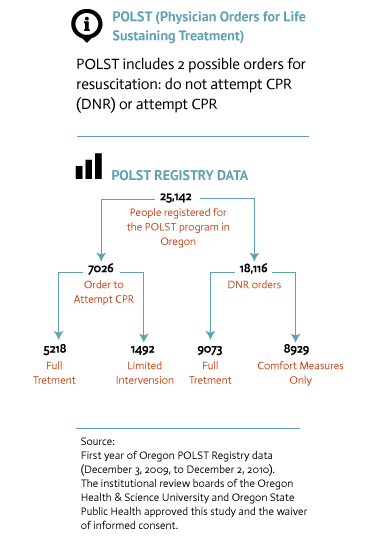 POLST (Physician Orders for Life
Sustaining Treatment)
POLST includes 2 possible orders for
resuscitation: do not attempt CPR
(DNR) or attempt CPR
POLST REGISTRY DATA
25,142
People registered for
the POLST program in
Oregon
7026
Order to
Attempt CPR
18,116
DNR orders
5218
Full
Tretment
1492
Limited
Intervension
9073
Full
Tretment
8929
Comfort Measures
Only
Source:
First year of Oregon POLST Registry data
(December 3, 2009, to December 2, 2010).
The institutional review boards of the Oregon
Health & Science University and Oregon State
Public Health approved this study and the waiver
of informed consent.